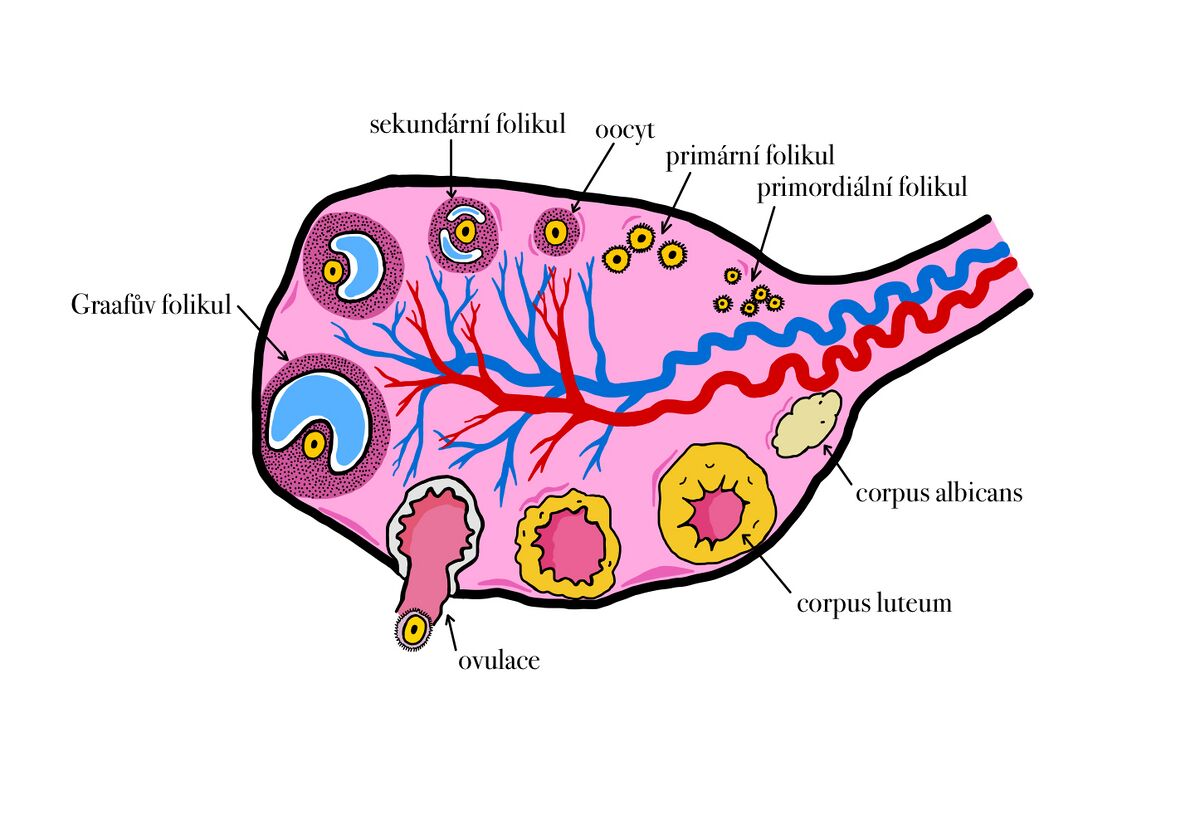 sekundární folikul
oocyt
primární folikul
primordiální folikul
Graafův folikul
corpus albicans
corpus luteum
ovulace